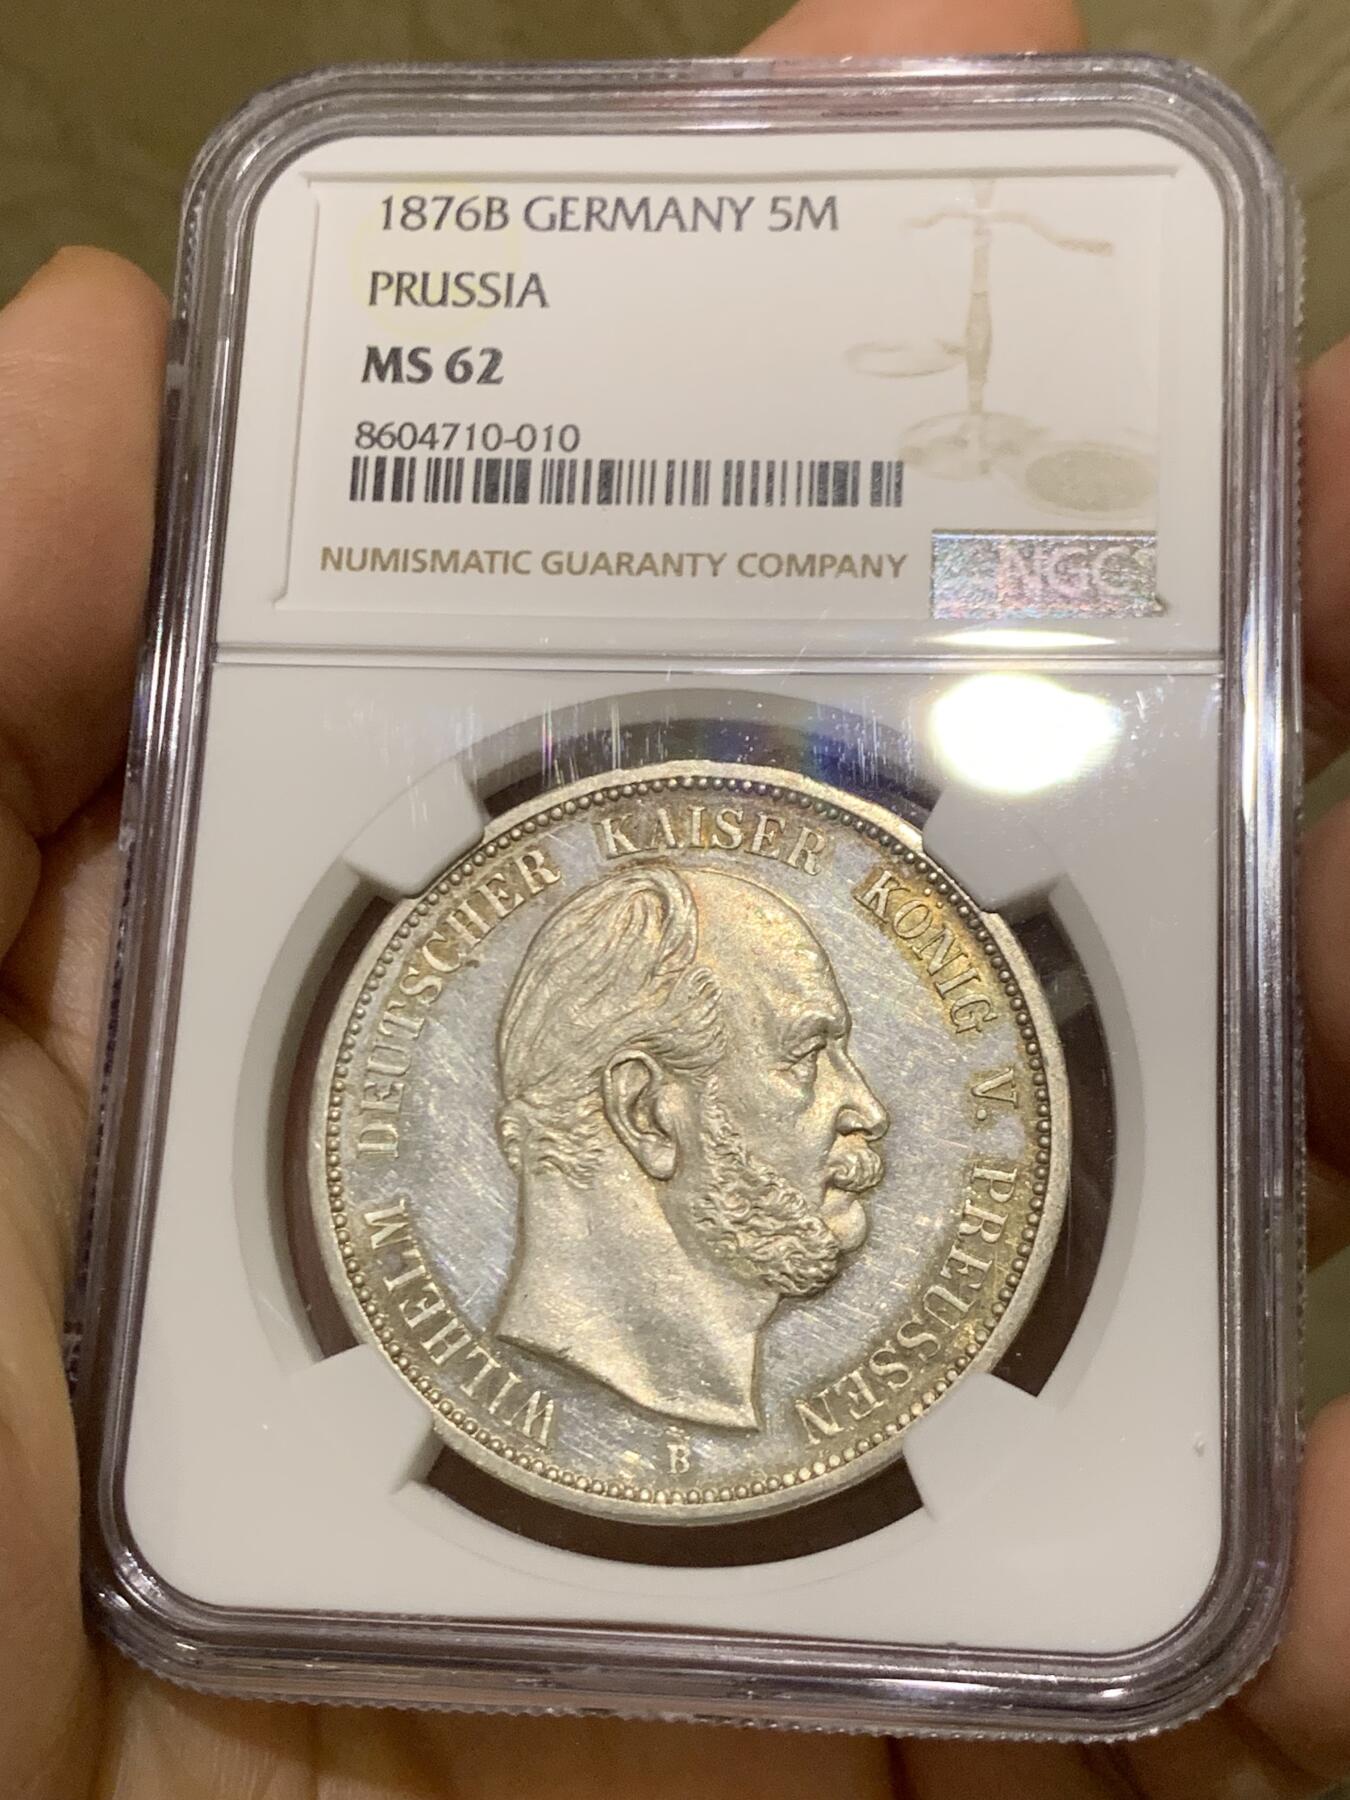 1876B GERMANY 5M
PRUSSIA
MS 62
8604710-010
NUMISMATIC GUARANTY COMPANY
NGC
WILHELM DEUTSCHER KAISER KÖNIG V. PREUSSEN
B